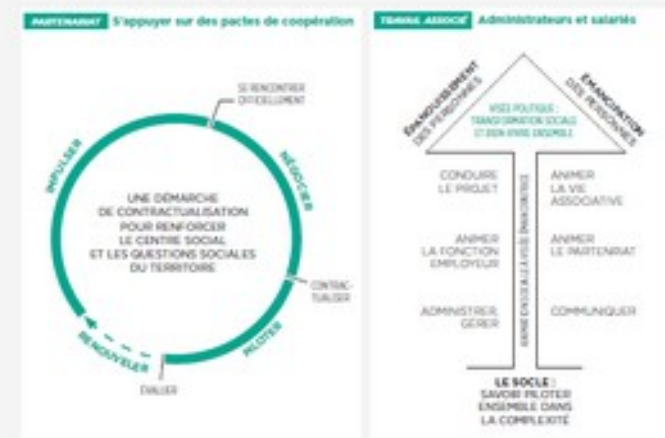 PARTENARIAT S'appuyer sur des pactes de coopération
SE RENCONTRER
OFFICIELLEMENT
IMPULSER
NÉGOCIER
UNE DÉMARCHE
DE CONTRACTUALISATION
POUR RENFORCER
LE CENTRE SOCIAL
ET LES QUESTIONS SOCIALES
DU TERRITOIRE
CONTRAC-
TUALISER
PILOTER
RENOUVELER
ÉVALUER
TRAVAIL ASSOCIÉ Administrateurs et salariés
ÉPANOUISSEMENT
DES PERSONNES
ÉMANCIPATION
DES PERSONNES
VISÉE POLITIQUE :
TRANSFORMATION SOCIALE
ET BIEN-VIVRE ENSEMBLE
CONDUIRE
LE PROJET
ANIMER
LA VIE
ASSOCIATIVE
ANIMER
LA FONCTION
EMPLOYEUR
ANIMER
LE PARTENARIAT
ADMINISTRER,
GÉRER
COMMUNIQUER
LE SOCLE :
SAVOIR PILOTER
ENSEMBLE DANS
LA COMPLEXITÉ